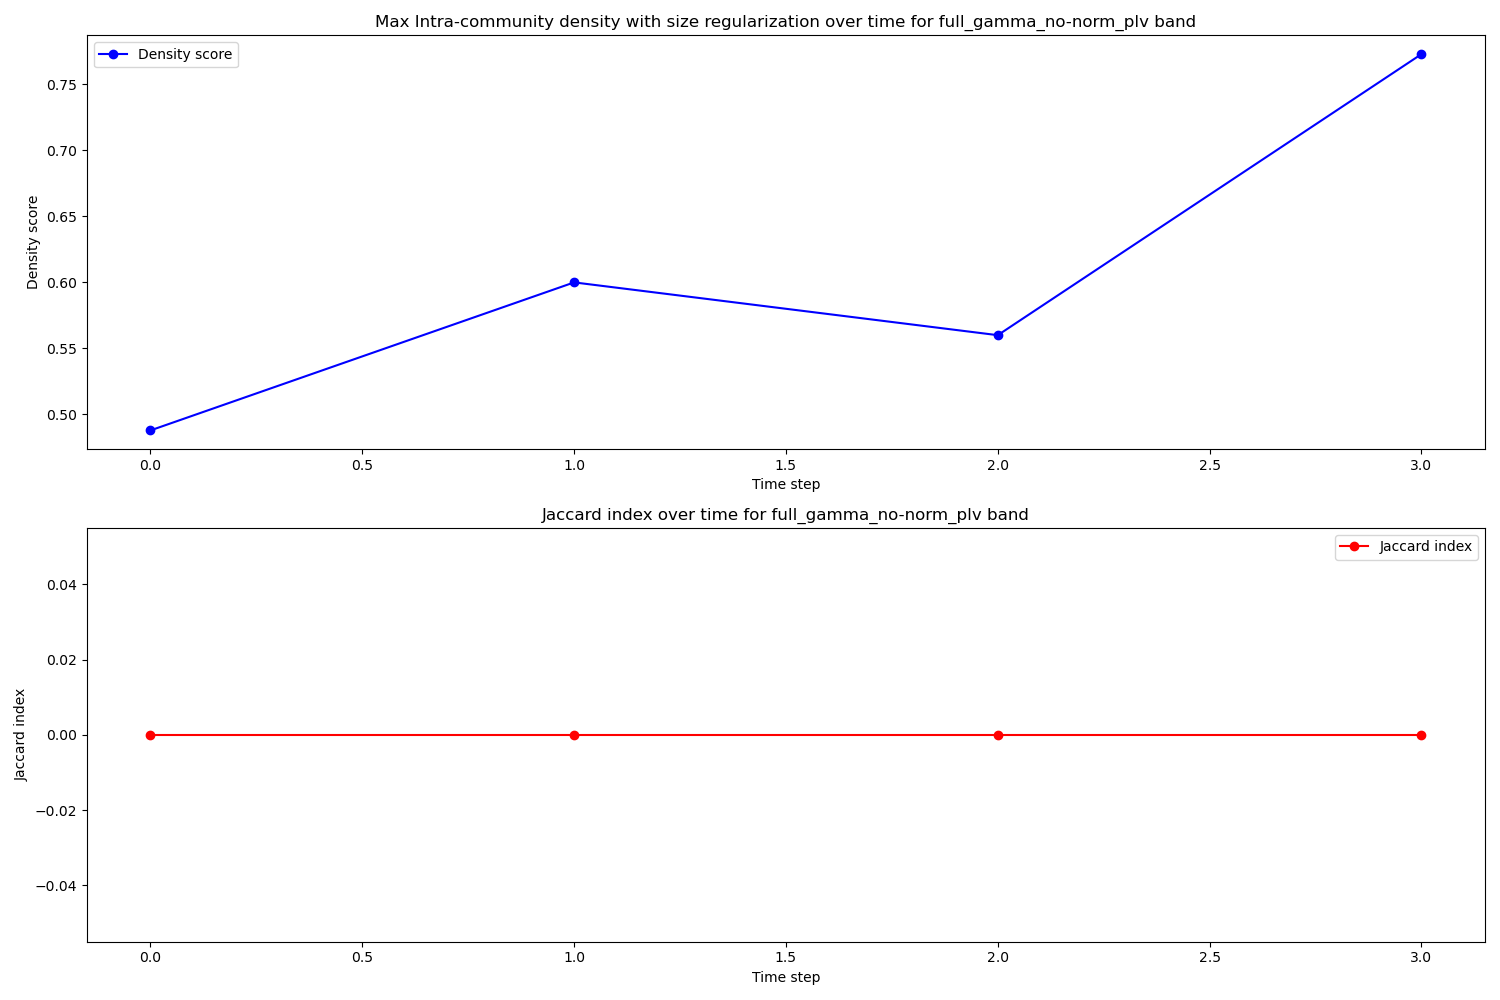 Max Intra-community density with size regularization over time for full_gamma_no-norm_plv band
Density score
0.75
0.70
0.65
0.60
0.55
0.50
Density score
0.0 0.5 1.0 1.5 2.0 2.5 3.0
Time step
Jaccard index over time for full_gamma_no-norm_plv band
Jaccard index
0.04
0.02
0.00
−0.02
−0.04
Jaccard index
0.0 0.5 1.0 1.5 2.0 2.5 3.0
Time step